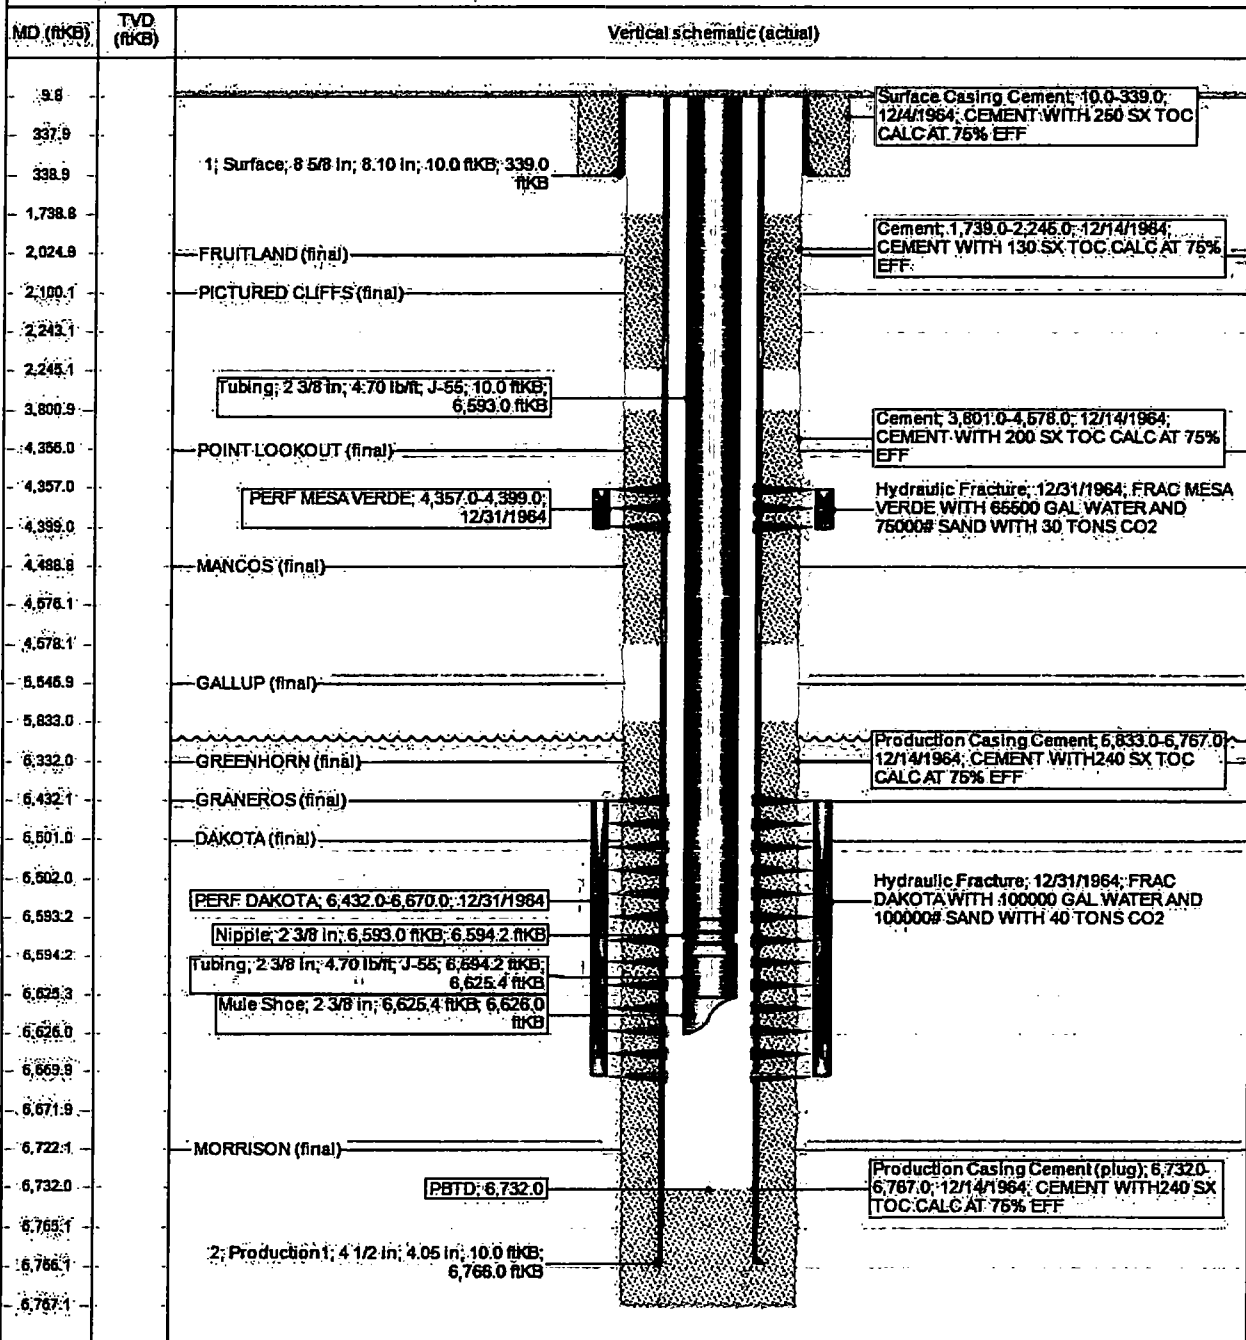 MD (ftKB)
TVD (ftKB)
Vertical schematic (actual)
9.8
337.9
338.9
1,738.8
2,024.9
2,100.1
2,243.1
2,245.1
3,800.9
4,356.0
4,357.0
4,399.0
4,488.8
4,576.1
4,578.1
5,546.9
5,833.0
6,332.0
6,432.1
6,501.0
6,502.0
6,593.2
6,594.2
6,625.3
6,626.0
6,669.9
6,671.9
6,722.1
6,732.0
6,765.1
6,766.1
6,767.1
1; Surface; 8 5/8 in; 8.10 in; 10.0 ftKB; 339.0
ftKB
FRUITLAND (final)
PICTURED CLIFFS (final)
Tubing; 2 3/8 in; 4.70 lb/ft; J-55; 10.0 ftKB;
6,593.0 ftKB
POINT LOOKOUT (final)
PERF MESA VERDE; 4,357.0-4,399.0;
12/31/1964
MANCOS (final)
GALLUP (final)
GREENHORN (final)
GRANEROS (final)
DAKOTA (final)
PERF DAKOTA; 6,432.0-6,670.0; 12/31/1964
Nipple; 2 3/8 in; 6,593.0 ftKB; 6,594.2 ftKB
Tubing; 2 3/8 in; 4.70 lb/ft; J-55; 6,594.2 ftKB;
6,625.4 ftKB
Mule Shoe; 2 3/8 in; 6,625.4 ftKB; 6,626.0
ftKB
MORRISON (final)
PBTD; 6,732.0
2; Production1; 4 1/2 in; 4.05 in; 10.0 ftKB;
6,766.0 ftKB
Surface Casing Cement; 10.0-339.0;
12/4/1964; CEMENT WITH 250 SX TOC
CALC AT 75% EFF
Cement; 1,739.0-2,245.0; 12/14/1964;
CEMENT WITH 130 SX TOC CALC AT 75%
EFF
Cement; 3,801.0-4,578.0; 12/14/1964;
CEMENT WITH 200 SX TOC CALC AT 75%
EFF
Hydraulic Fracture; 12/31/1964; FRAC MESA
VERDE WITH 65500 GAL WATER AND
75000# SAND WITH 30 TONS CO2
Production Casing Cement; 5,833.0-6,767.0;
12/14/1964; CEMENT WITH240 SX TOC
CALC AT 75% EFF
Hydraulic Fracture; 12/31/1964; FRAC
DAKOTA WITH 100000 GAL WATER AND
100000# SAND WITH 40 TONS CO2
Production Casing Cement (plug); 6,732.0-
6,767.0; 12/14/1964; CEMENT WITH240 SX
TOC CALC AT 75% EFF